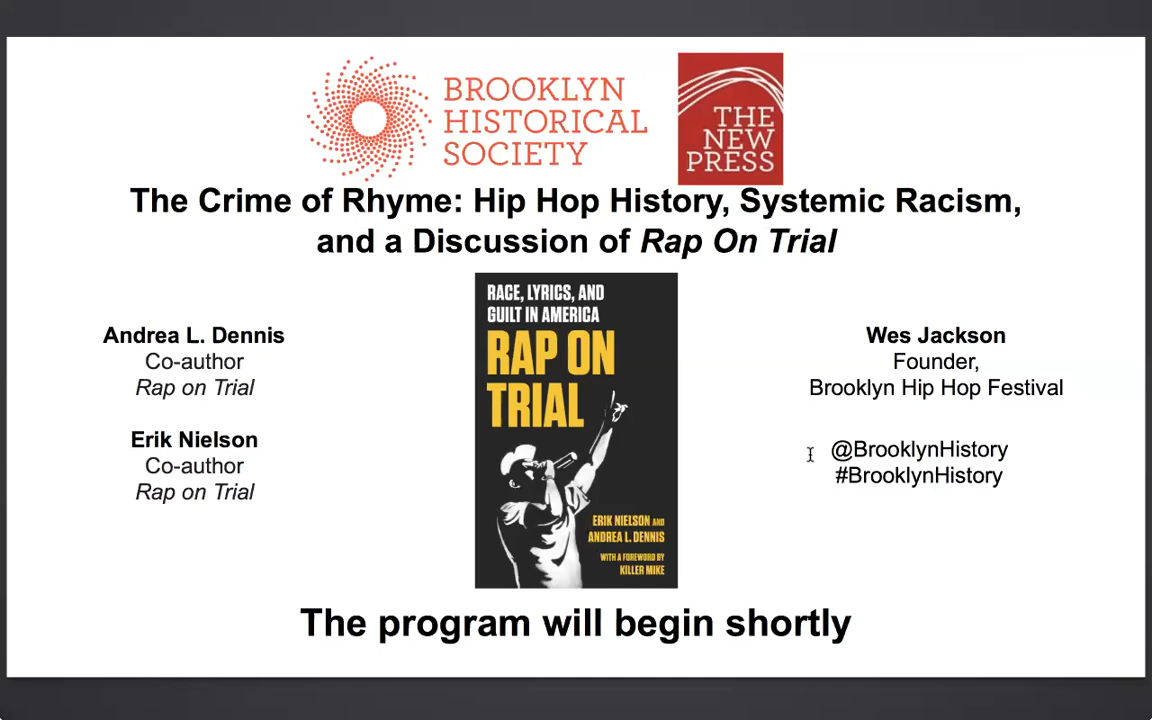 BROOKLYN
HISTORICAL
SOCIETY
THE
NEW
PRESS
The Crime of Rhyme: Hip Hop History, Systemic Racism,
and a Discussion of Rap On Trial
Andrea L. Dennis
Co-author
Rap on Trial
Erik Nielson
Co-author
Rap on Trial
RACE, LYRICS, AND
GUILT IN AMERICA
RAP ON
TRIAL
ERIK NIELSON AND
ANDREA L. DENNIS
WITH A FOREWORD BY
KILLER MIKE
Wes Jackson
Founder,
Brooklyn Hip Hop Festival
@BrooklynHistory
#BrooklynHistory
The program will begin shortly